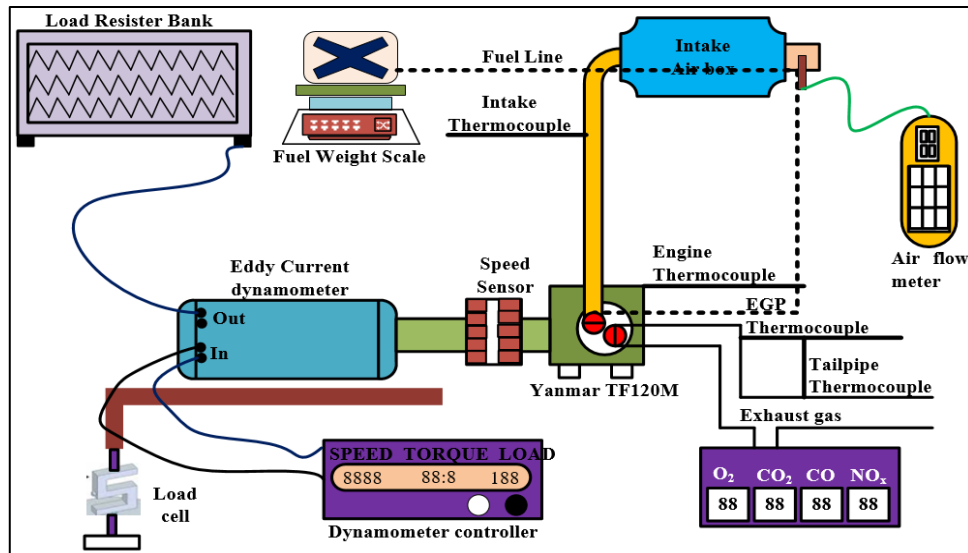 Load Resister Bank
Fuel Line
Intake
Air box
Intake
Thermocouple
Fuel Weight Scale
Air flow
meter
Eddy Current
dynamometer
Speed
Sensor
Engine
Thermocouple
EGP
Thermocouple
Tailpipe
Thermocouple
Out
In
Yanmar TF120M
Exhaust gas
SPEED TORQUE LOAD
8888 88:8 188
Dynamometer controller
Load
cell
O₂ CO₂ CO NOₓ
88 88 88 88